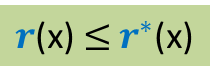 r(x) ≤ r*(x)